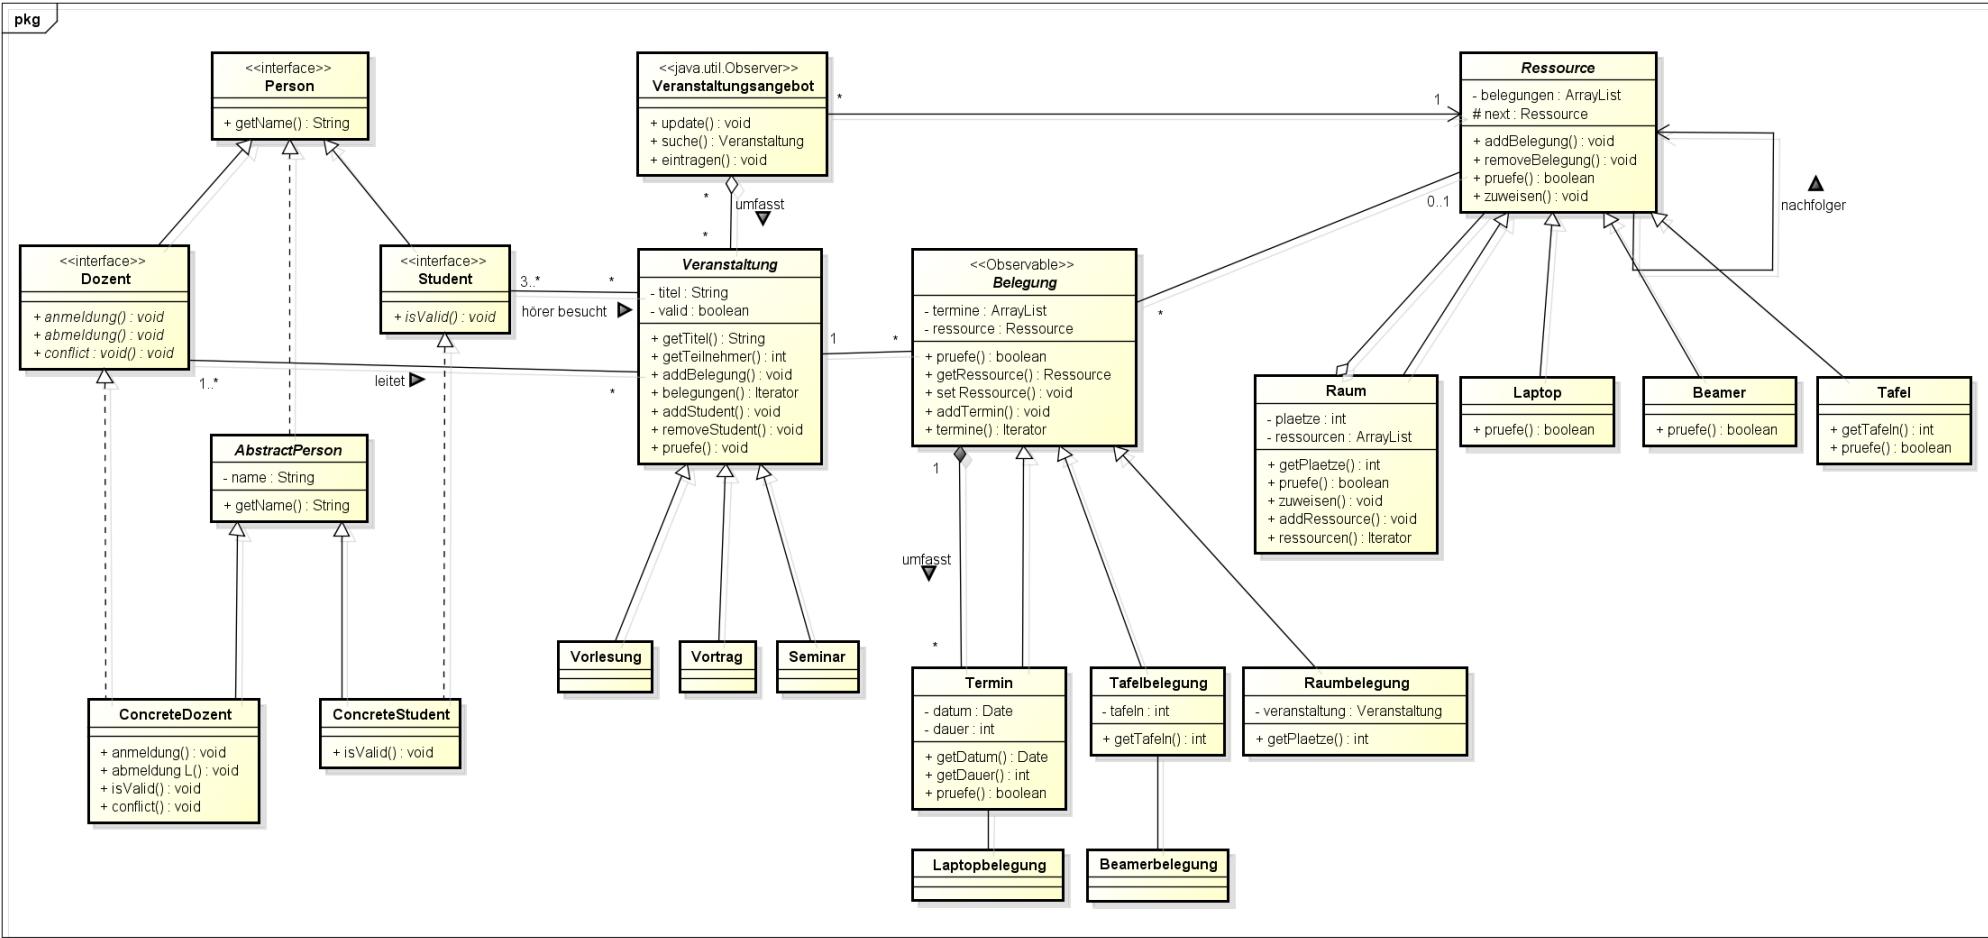 pkg
<<interface>>
Person
+ getName() : String
<<java.util.Observer>>
Veranstaltungsangebot
+ update() : void
+ suche() : Veranstaltung
+ eintragen() : void
*
1
Ressource
- belegungen : ArrayList
# next : Ressource
+ addBelegung() : void
+ removeBelegung() : void
+ pruefe() : boolean
+ zuweisen() : void
nachfolger
0..1
*
umfasst
*
<<interface>>
Dozent
+ anmeldung() : void
+ abmeldung() : void
+ conflict : void() : void
<<interface>>
Student
+ isValid() : void
3..*
*
hörer besucht
1..*
leitet
*
Veranstaltung
- titel : String
- valid : boolean
+ getTitel() : String
+ getTeilnehmer() : int
+ addBelegung() : void
+ belegungen() : Iterator
+ addStudent() : void
+ removeStudent() : void
+ pruefe() : void
1
*
<<Observable>>
Belegung
- termine : ArrayList
- ressource : Ressource
+ pruefe() : boolean
+ getRessource() : Ressource
+ set Ressource() : void
+ addTermin() : void
+ termine() : Iterator
*
1
umfasst
*
Raum
- plaetze : int
- ressourcen : ArrayList
+ getPlaetze() : int
+ pruefe() : boolean
+ zuweisen() : void
+ addRessource() : void
+ ressourcen() : Iterator
Laptop
+ pruefe() : boolean
Beamer
+ pruefe() : boolean
Tafel
+ getTafeln() : int
+ pruefe() : boolean
AbstractPerson
- name : String
+ getName() : String
Vorlesung
Vortrag
Seminar
ConcreteDozent
+ anmeldung() : void
+ abmeldung L() : void
+ isValid() : void
+ conflict() : void
ConcreteStudent
+ isValid() : void
Termin
- datum : Date
- dauer : int
+ getDatum() : Date
+ getDauer() : int
+ pruefe() : boolean
Tafelbelegung
- tafeln : int
+ getTafeln() : int
Raumbelegung
- veranstaltung : Veranstaltung
+ getPlaetze() : int
Laptopbelegung
Beamerbelegung